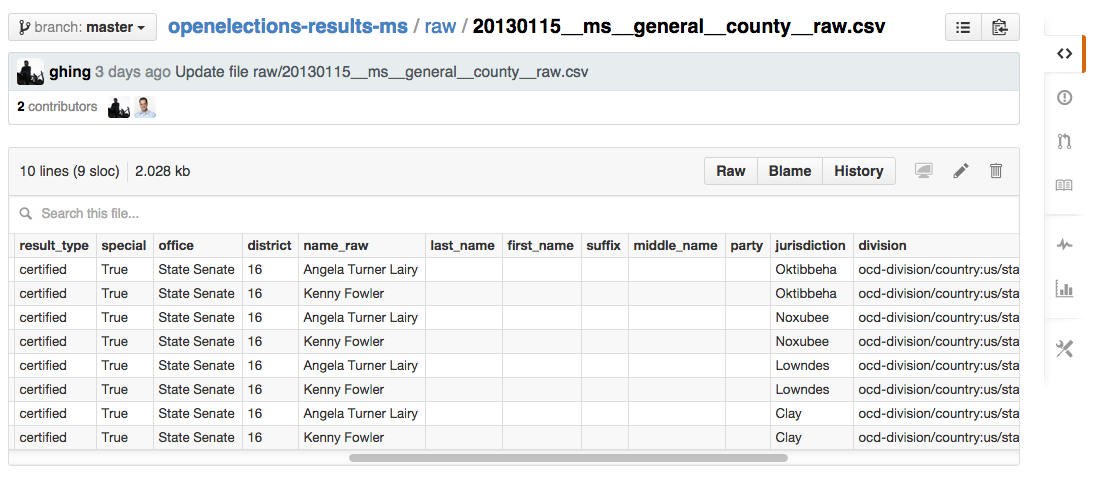 branch: master openelections-results-ms / raw / 20130115__ms__general__county__raw.csv
ghing 3 days ago Update file raw/20130115__ms__general__county__raw.csv
2 contributors
10 lines (9 sloc) 2.028 kb Raw Blame History
Search this file...
result_type special office district name_raw last_name first_name suffix middle_name party jurisdiction division
certified True State Senate 16 Angela Turner Lairy Oktibbeha ocd-division/country:us/sta
certified True State Senate 16 Kenny Fowler Oktibbeha ocd-division/country:us/sta
certified True State Senate 16 Angela Turner Lairy Noxubee ocd-division/country:us/sta
certified True State Senate 16 Kenny Fowler Noxubee ocd-division/country:us/sta
certified True State Senate 16 Angela Turner Lairy Lowndes ocd-division/country:us/sta
certified True State Senate 16 Kenny Fowler Lowndes ocd-division/country:us/sta
certified True State Senate 16 Angela Turner Lairy Clay ocd-division/country:us/sta
certified True State Senate 16 Kenny Fowler Clay ocd-division/country:us/sta